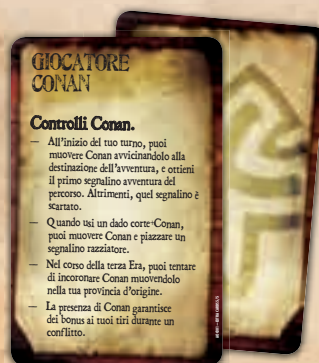 GIOCATORE
CONAN
Controlli Conan.
— All'inizio del tuo turno, puoi
muovere Conan avvicinandolo alla
destinazione dell'avventura, e ottieni
il primo segnalino avventura del
percorso. Altrimenti, quel segnalino è
scartato.
— Quando usi un dado corte-Conan,
puoi muovere Conan e piazzare un
segnalino razziatore.
— Nel corso della terza Era, puoi tentare
di incoronare Conan muovendolo
nella tua provincia d'origine.
— La presenza di Conan garantisce
dei bonus ai tuoi tiri durante un
conflitto.